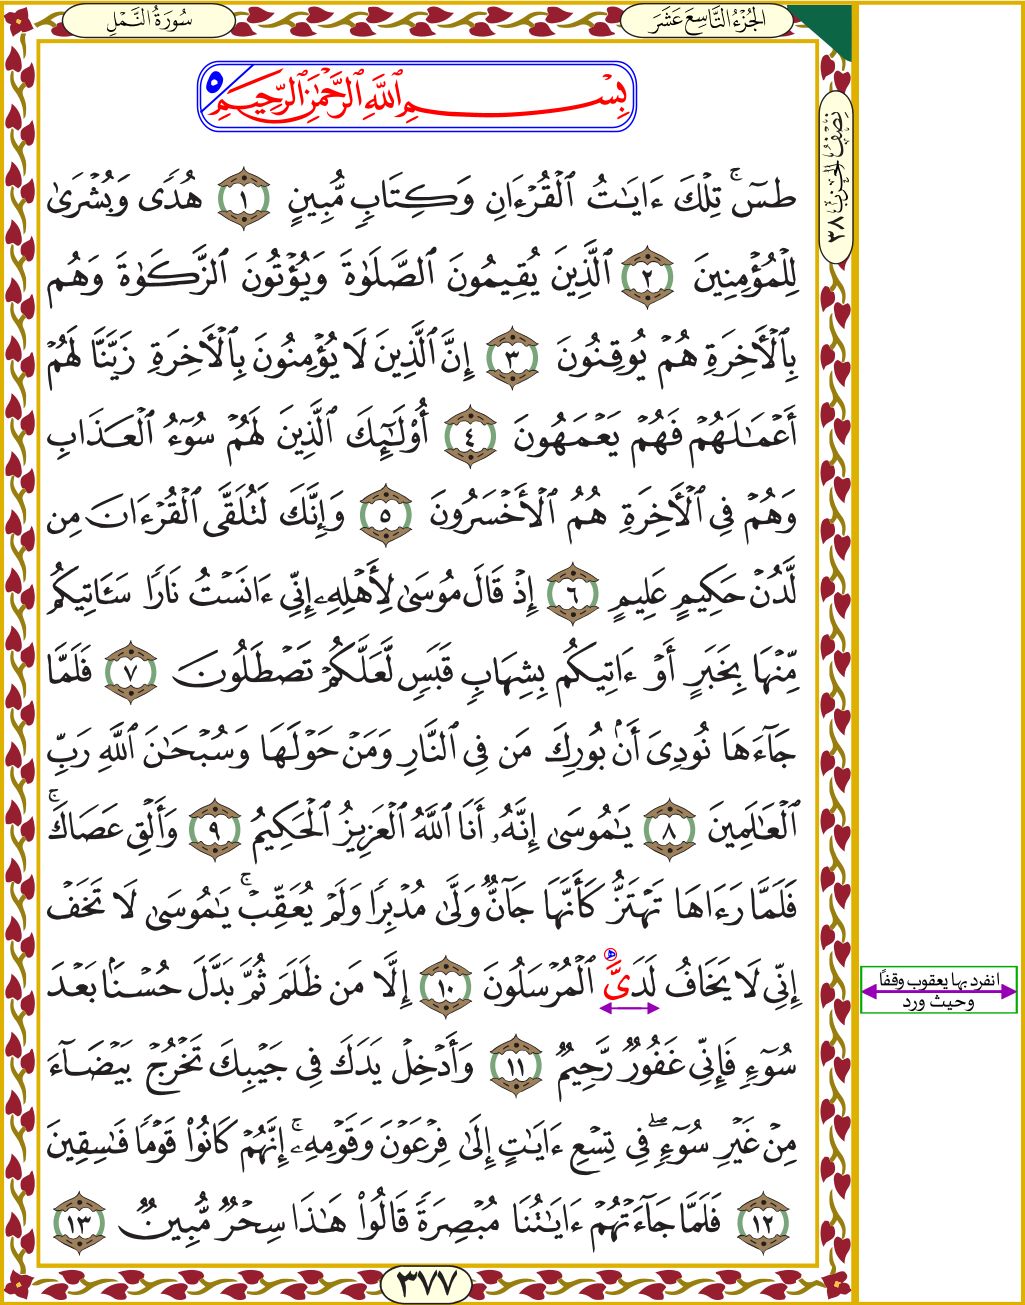 سُورَةُ النَّمْلِ
الجُزْءُ التَّاسِعَ عَشَرَ
نِصْفُ الحِزْب ٣٨
بِسْمِ ٱللَّهِ ٱلرَّحْمَٰنِ ٱلرَّحِيمِ ٥
طسٓ ۚ تِلْكَ ءَايَٰتُ ٱلْقُرْءَانِ وَكِتَابٍ مُّبِينٍ ١ هُدًى وَبُشْرَىٰ
لِلْمُؤْمِنِينَ ٢ ٱلَّذِينَ يُقِيمُونَ ٱلصَّلَوٰةَ وَيُؤْتُونَ ٱلزَّكَوٰةَ وَهُم
بِٱلْأَخِرَةِ هُمْ يُوقِنُونَ ٣ إِنَّ ٱلَّذِينَ لَا يُؤْمِنُونَ بِٱلْأَخِرَةِ زَيَّنَّا لَهُمْ
أَعْمَٰلَهُمْ فَهُمْ يَعْمَهُونَ ٤ أُو۟لَٰٓئِكَ ٱلَّذِينَ لَهُمْ سُوٓءُ ٱلْعَذَابِ
وَهُمْ فِى ٱلْأَخِرَةِ هُمُ ٱلْأَخْسَرُونَ ٥ وَإِنَّكَ لَتُلَقَّى ٱلْقُرْءَانَ مِن
لَّدُنْ حَكِيمٍ عَلِيمٍ ٦ إِذْ قَالَ مُوسَىٰ لِأَهْلِهِۦٓ إِنِّىٓ ءَانَسْتُ نَارًا سَـَٔاتِيكُم
مِّنْهَا بِخَبَرٍ أَوْ ءَاتِيكُم بِشِهَابِ قَبَسٍ لَّعَلَّكُمْ تَصْطَلُونَ ٧ فَلَمَّا
جَآءَهَا نُودِىَ أَنۢ بُورِكَ مَن فِى ٱلنَّارِ وَمَنْ حَوْلَهَا وَسُبْحَٰنَ ٱللَّهِ رَبِّ
ٱلْعَٰلَمِينَ ٨ يَٰمُوسَىٰٓ إِنَّهُۥٓ أَنَا ٱللَّهُ ٱلْعَزِيزُ ٱلْحَكِيمُ ٩ وَأَلْقِ عَصَاكَ ۚ
فَلَمَّا رَءَاهَا تَهْتَزُّ كَأَنَّهَا جَآنٌّ وَلَّىٰ مُدْبِرًا وَلَمْ يُعَقِّبْ ۚ يَٰمُوسَىٰ لَا تَخَفْ
إِنِّى لَا يَخَافُ لَدَىَّ ٱلْمُرْسَلُونَ ١٠ إِلَّا مَن ظَلَمَ ثُمَّ بَدَّلَ حُسْنًۢا بَعْدَ
انفرد بها يعقوب وقفًا
وحيث ورد
سُوٓءٍ فَإِنِّى غَفُورٌ رَّحِيمٌ ١١ وَأَدْخِلْ يَدَكَ فِى جَيْبِكَ تَخْرُجْ بَيْضَآءَ
مِنْ غَيْرِ سُوٓءٍ ۖ فِى تِسْعِ ءَايَٰتٍ إِلَىٰ فِرْعَوْنَ وَقَوْمِهِۦٓ ۚ إِنَّهُمْ كَانُوا۟ قَوْمًا فَٰسِقِينَ
١٢ فَلَمَّا جَآءَتْهُمْ ءَايَٰتُنَا مُبْصِرَةً قَالُوا۟ هَٰذَا سِحْرٌ مُّبِينٌ ١٣
٣٧٧